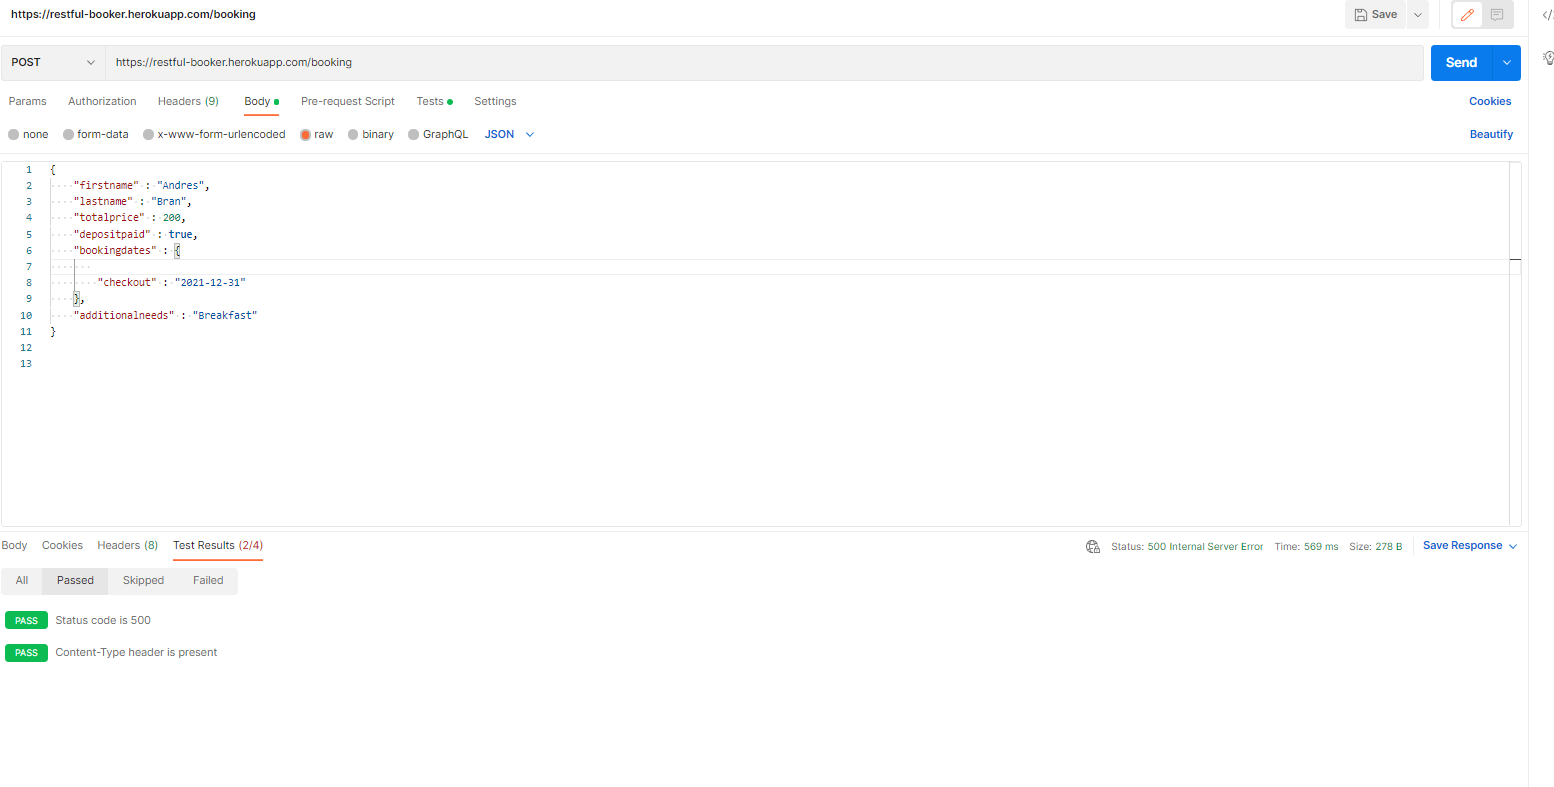 https://restful-booker.herokuapp.com/booking
Save
POST https://restful-booker.herokuapp.com/booking Send
Params Authorization Headers (9) Body Pre-request Script Tests Settings Cookies
none form-data x-www-form-urlencoded raw binary GraphQL JSON Beautify
1 {
2 "firstname" : "Andres",
3 "lastname" : "Bran",
4 "totalprice" : 200,
5 "depositpaid" : true,
6 "bookingdates" : {
7
8 "checkout" : "2021-12-31"
9 },
10 "additionalneeds" : "Breakfast"
11 }
12
13
Body Cookies Headers (8) Test Results (2/4) Status: 500 Internal Server Error Time: 569 ms Size: 278 B Save Response
All Passed Skipped Failed
PASS Status code is 500
PASS Content-Type header is present